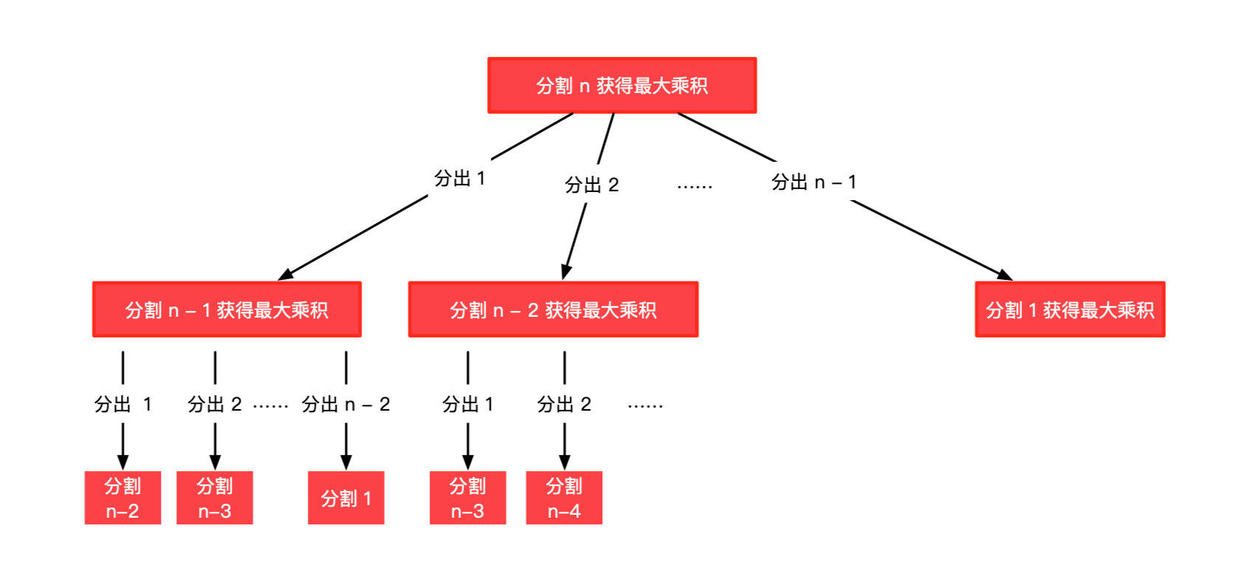 分割 n 获得最大乘积
分出 1
分出 2
……
分出 n – 1
分割 n – 1 获得最大乘积
分割 n – 2 获得最大乘积
分割 1 获得最大乘积
分出 1
分出 2
……
分出 n – 2
分出 1
分出 2
……
分割
n–2
分割
n–3
分割 1
分割
n–3
分割
n–4